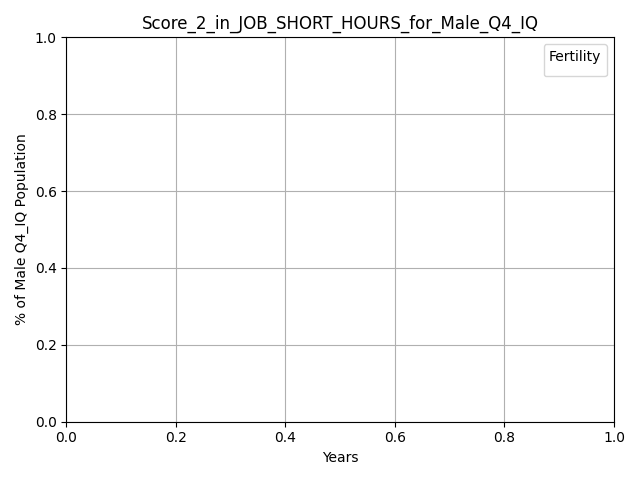 Score_2_in_JOB_SHORT_HOURS_for_Male_Q4_IQ
Fertility
% of Male Q4_IQ Population
1.0
0.8
0.6
0.4
0.2
0.0
0.0 0.2 0.4 0.6 0.8 1.0
Years